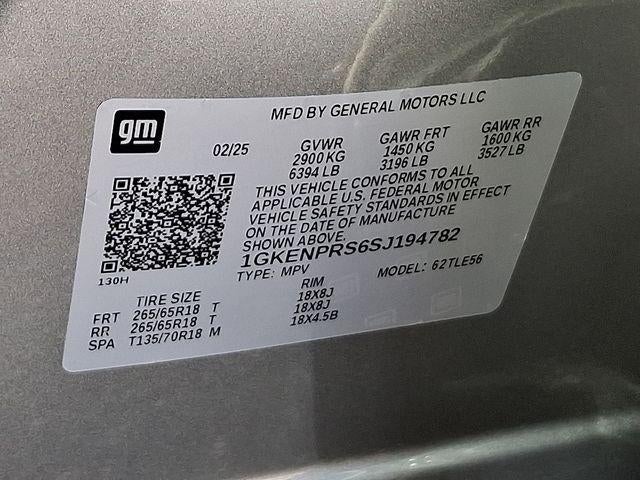 gm
MFD BY GENERAL MOTORS LLC
02/25 GVWR GAWR FRT GAWR RR
2900 KG 1450 KG 1600 KG
6394 LB 3196 LB 3527 LB
THIS VEHICLE CONFORMS TO ALL
APPLICABLE U.S. FEDERAL MOTOR
VEHICLE SAFETY STANDARDS IN EFFECT
ON THE DATE OF MANUFACTURE
SHOWN ABOVE.
1GKENPRS6SJ194782
130H
TYPE: MPV MODEL: 62TLE56
TIRE SIZE RIM
FRT 265/65R18 T 18X8J
RR 265/65R18 T 18X8J
SPA T135/70R18 M 18X4.5B